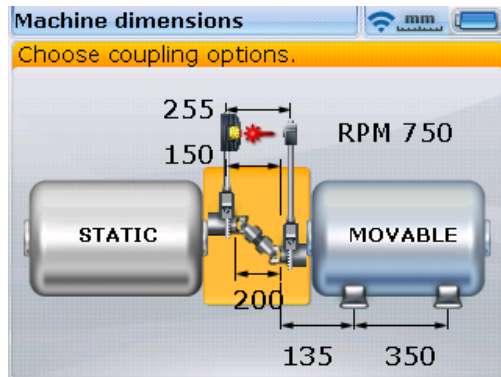 Machine dimensions
mm
Choose coupling options.
255
RPM 750
150
STATIC
MOVABLE
200
135 350